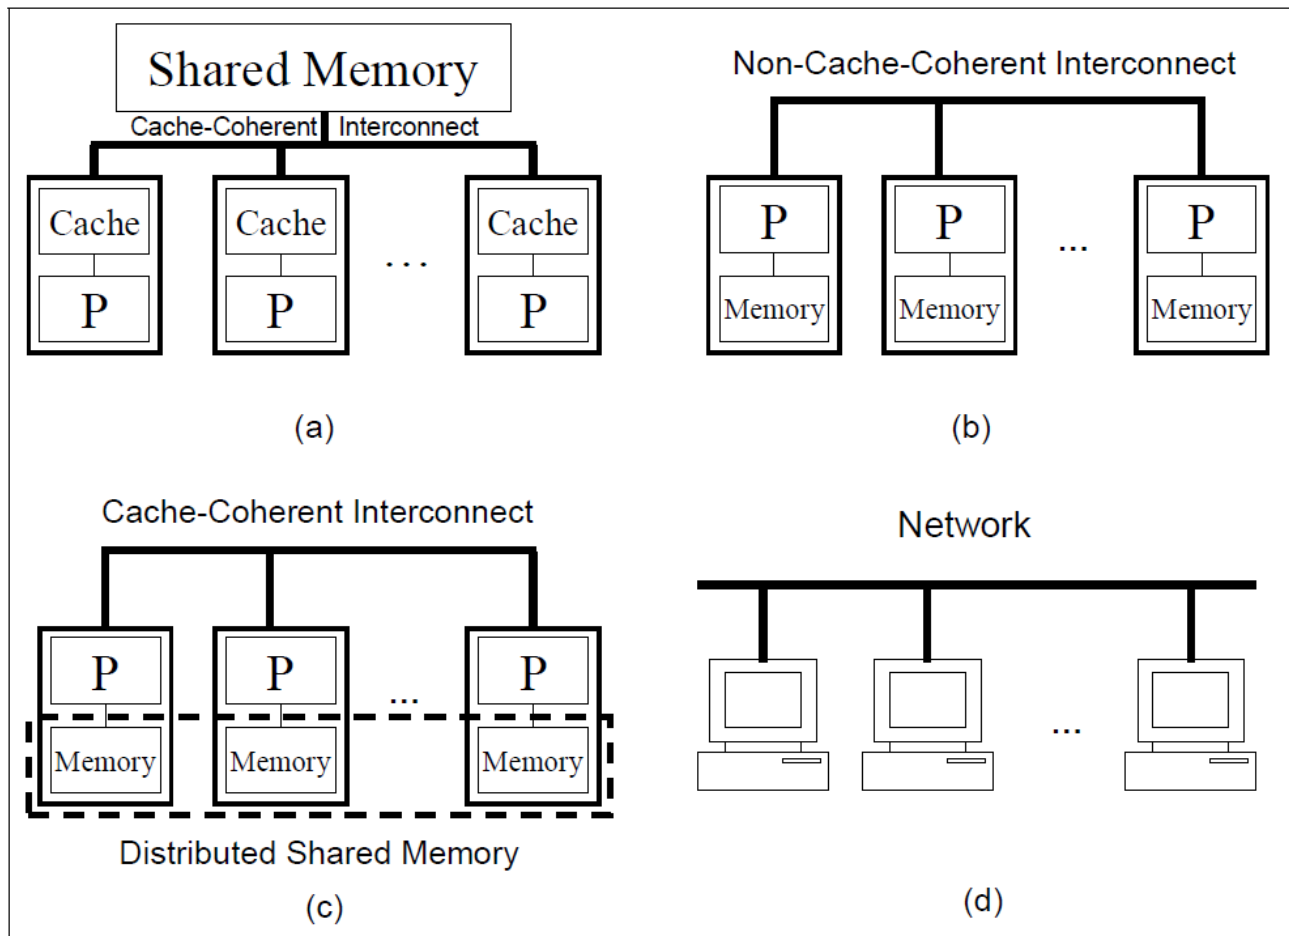 Shared Memory
Cache-Coherent Interconnect
Cache Cache ... Cache
P P P
(a)
Non-Cache-Coherent Interconnect
P P ... P
Memory Memory Memory
(b)
Cache-Coherent Interconnect
P P ... P
Memory Memory Memory
Distributed Shared Memory
(c)
Network
...
(d)